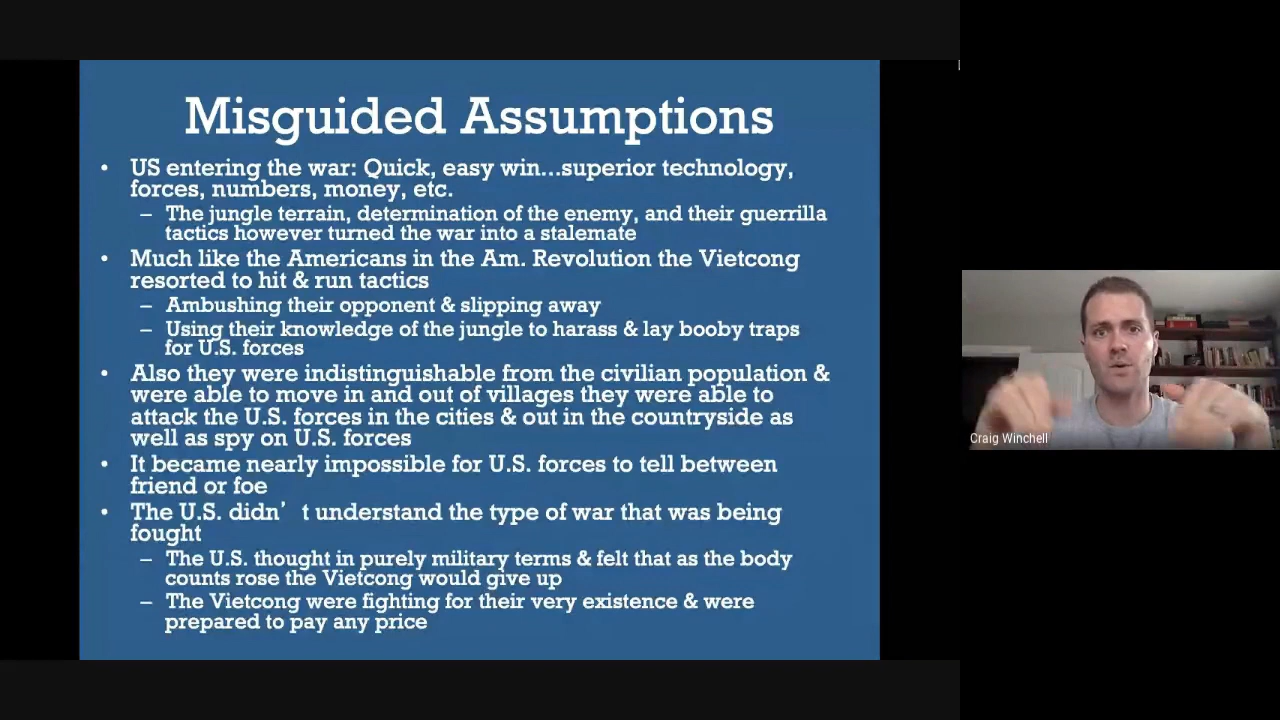 Misguided Assumptions
• US entering the war: Quick, easy win...superior technology,
forces, numbers, money, etc.
– The jungle terrain, determination of the enemy, and their guerrilla
tactics however turned the war into a stalemate
• Much like the Americans in the Am. Revolution the Vietcong
resorted to hit & run tactics
– Ambushing their opponent & slipping away
– Using their knowledge of the jungle to harass & lay booby traps
for U.S. forces
• Also they were indistinguishable from the civilian population &
were able to move in and out of villages they were able to
attack the U.S. forces in the cities & out in the countryside as
well as spy on U.S. forces
• It became nearly impossible for U.S. forces to tell between
friend or foe
• The U.S. didn’t understand the type of war that was being
fought
– The U.S. thought in purely military terms & felt that as the body
counts rose the Vietcong would give up
– The Vietcong were fighting for their very existence & were
prepared to pay any price
Craig Winchell